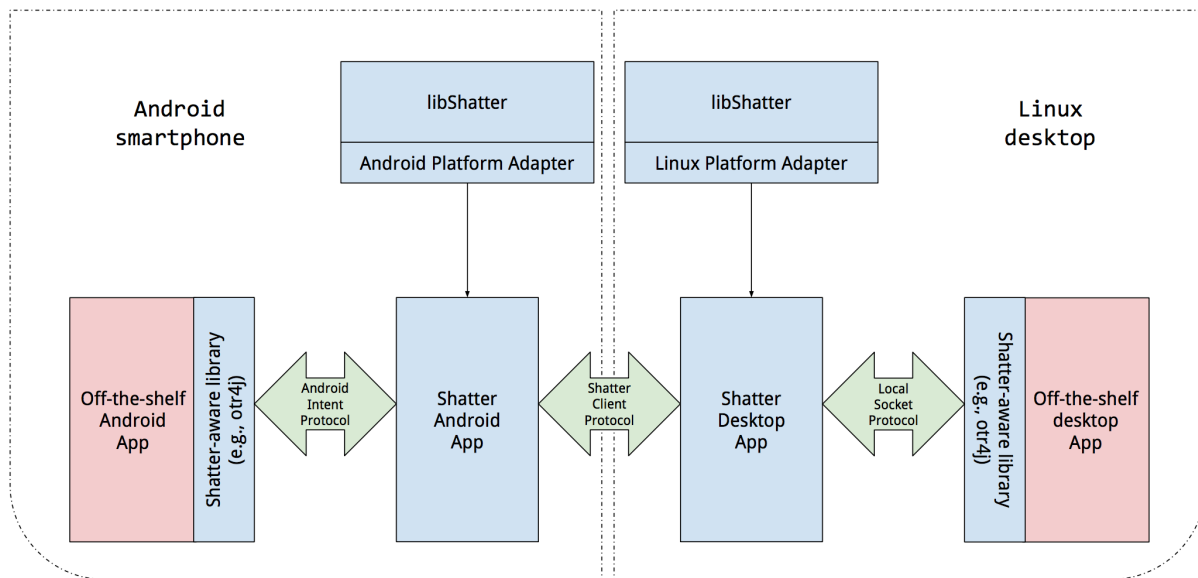 Android
smartphone
libShatter
Android Platform Adapter
libShatter
Linux Platform Adapter
Linux
desktop
Off-the-shelf
Android
App
Shatter-aware library
(e.g., otr4j)
Android
Intent
Protocol
Shatter
Android
App
Shatter
Client
Protocol
Shatter
Desktop
App
Local
Socket
Protocol
Shatter-aware library
(e.g., otr4j)
Off-the-shelf
desktop
App